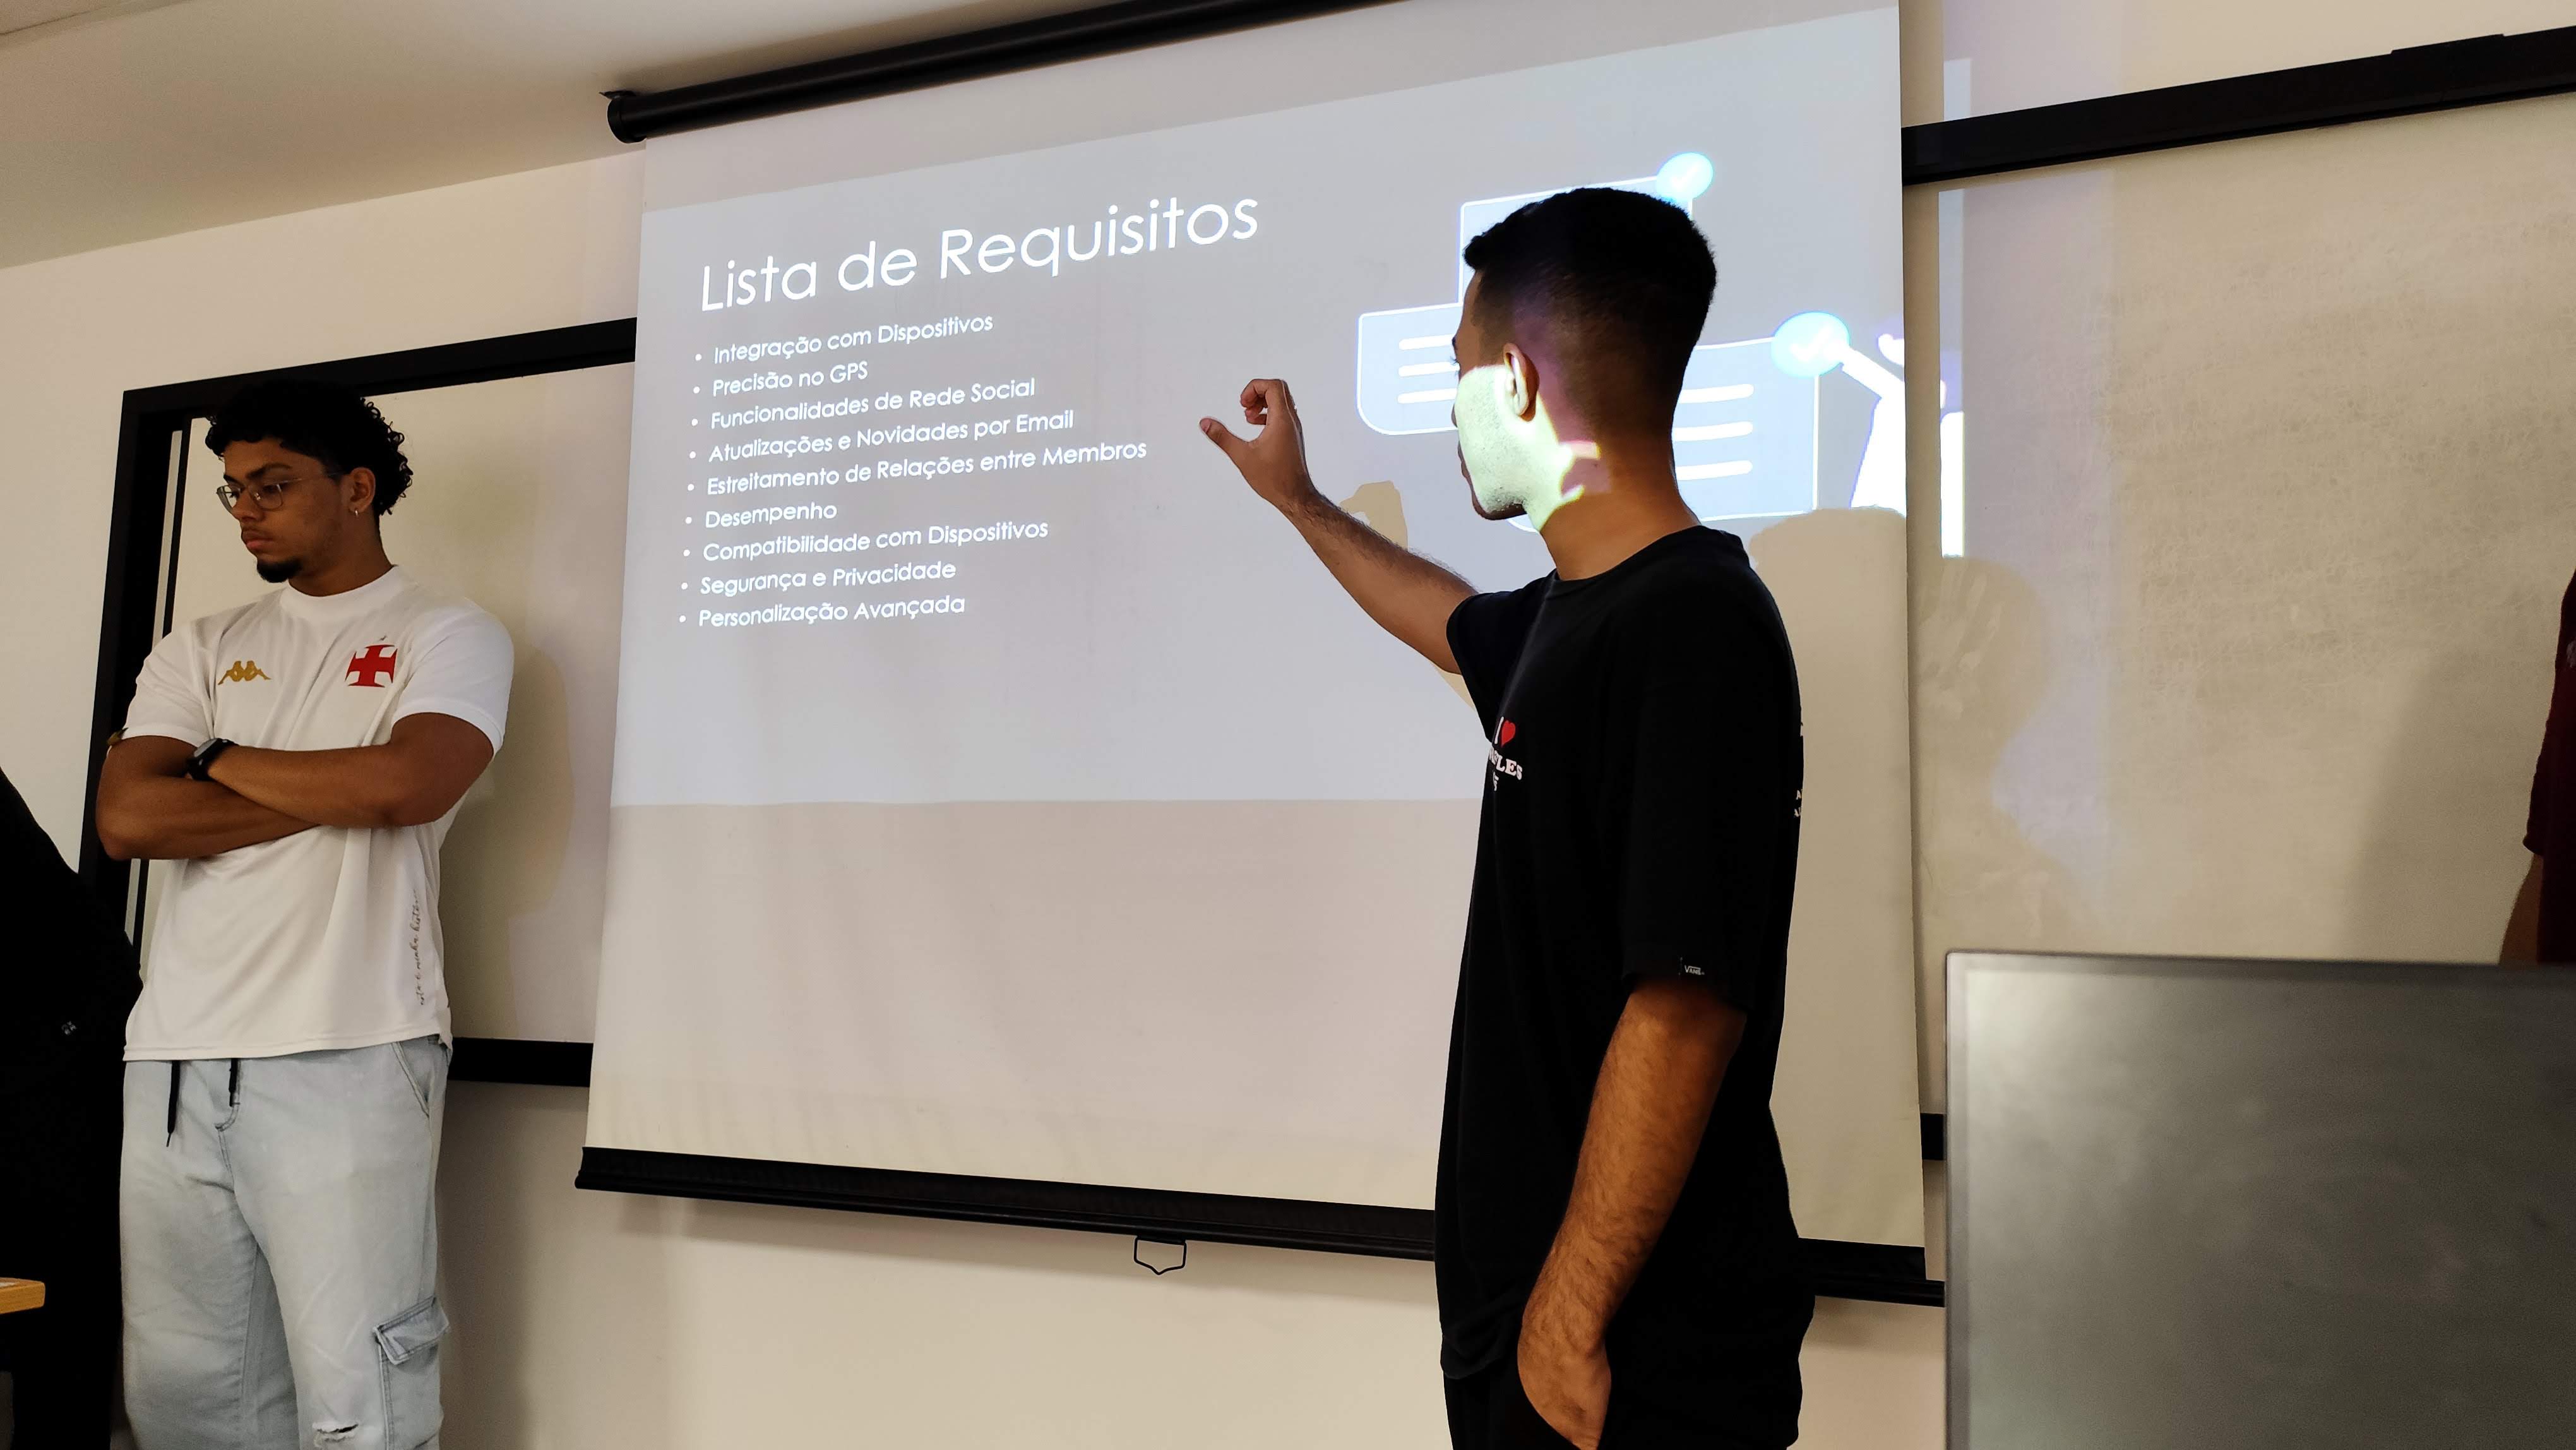 Lista de Requisitos
• Integração com Dispositivos
• Precisão no GPS
• Funcionalidades de Rede Social
• Atualizações e Novidades por Email
• Estreitamento de Relações entre Membros
• Desempenho
• Compatibilidade com Dispositivos
• Segurança e Privacidade
• Personalização Avançada